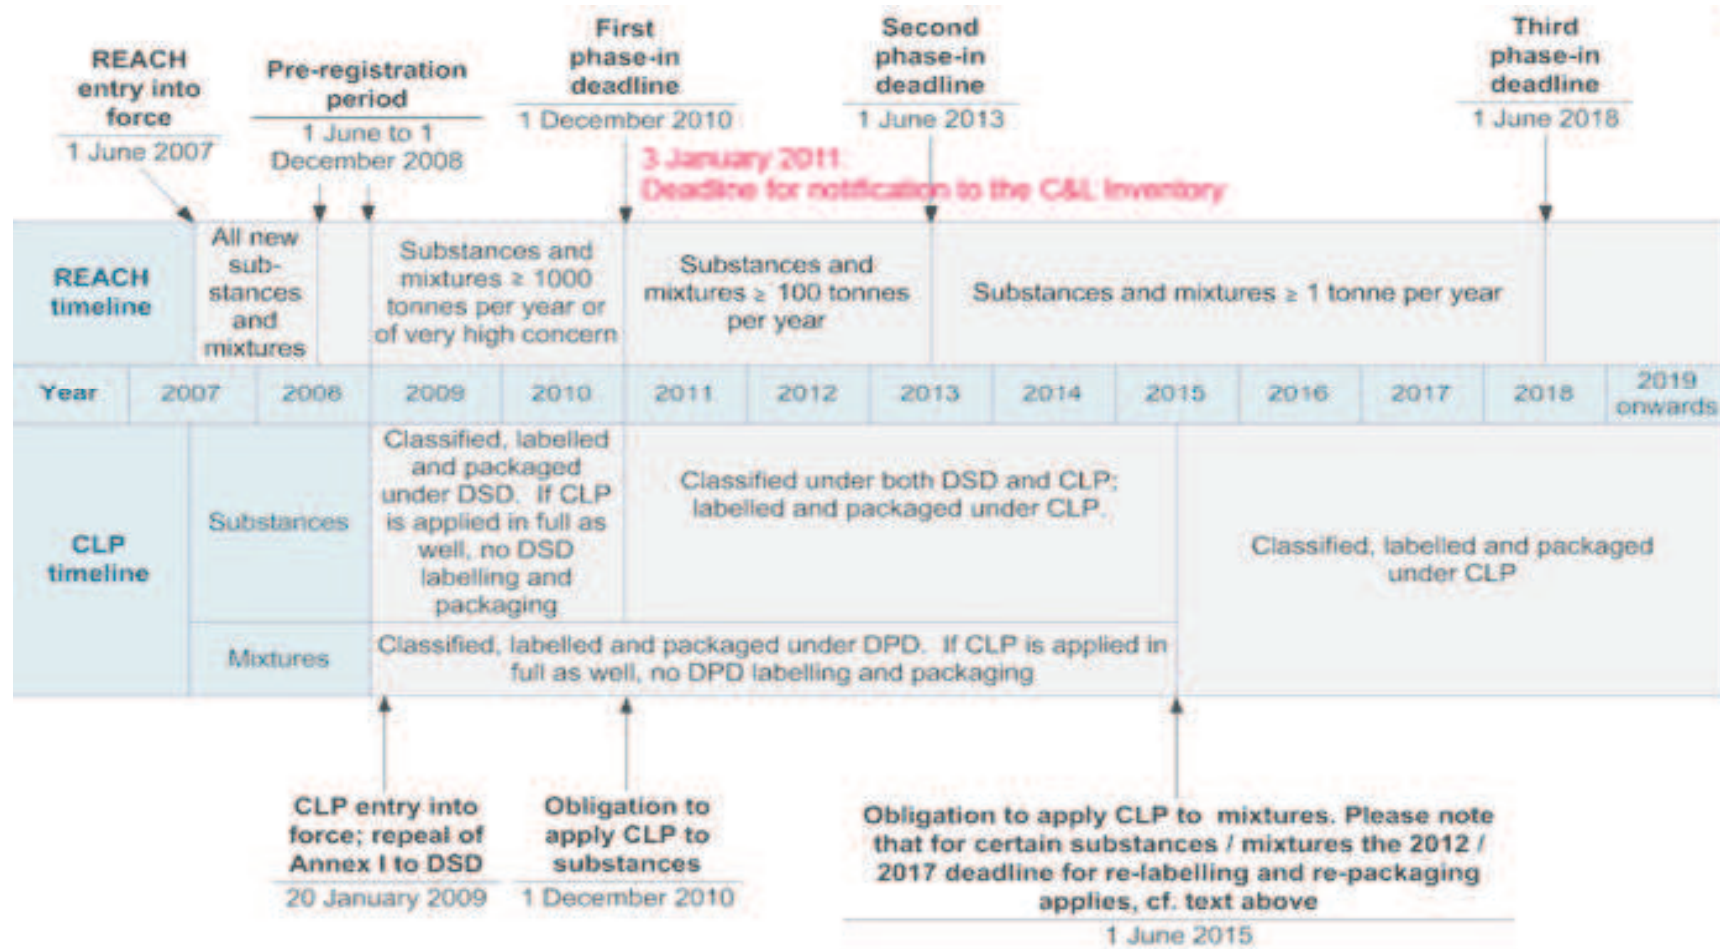 REACH
entry into
force
1 June 2007
Pre-registration
period
1 June to 1
December 2008
First
phase-in
deadline
1 December 2010
Second
phase-in
deadline
1 June 2013
Third
phase-in
deadline
1 June 2018
3 January 2011:
Deadline for notification to the C&L Inventory
REACH
timeline
All new
sub-
stances
and
mixtures
Substances and
mixtures ≥ 1000
tonnes per year or
of very high concern
Substances and
mixtures ≥ 100 tonnes
per year
Substances and mixtures ≥ 1 tonne per year
Year
2007
2008
2009
2010
2011
2012
2013
2014
2015
2016
2017
2018
2019
onwards
CLP
timeline
Substances
Classified, labelled
and packaged
under DSD. If CLP
is applied in full as
well, no DSD
labelling and
packaging
Classified under both DSD and CLP;
labelled and packaged under CLP.
Classified, labelled and packaged
under CLP
Mixtures
Classified, labelled and packaged under DPD. If CLP is applied in
full as well, no DPD labelling and packaging
CLP entry into
force; repeal of
Annex I to DSD
20 January 2009
Obligation to
apply CLP to
substances
1 December 2010
Obligation to apply CLP to mixtures. Please note
that for certain substances / mixtures the 2012 /
2017 deadline for re-labelling and re-packaging
applies, cf. text above
1 June 2015